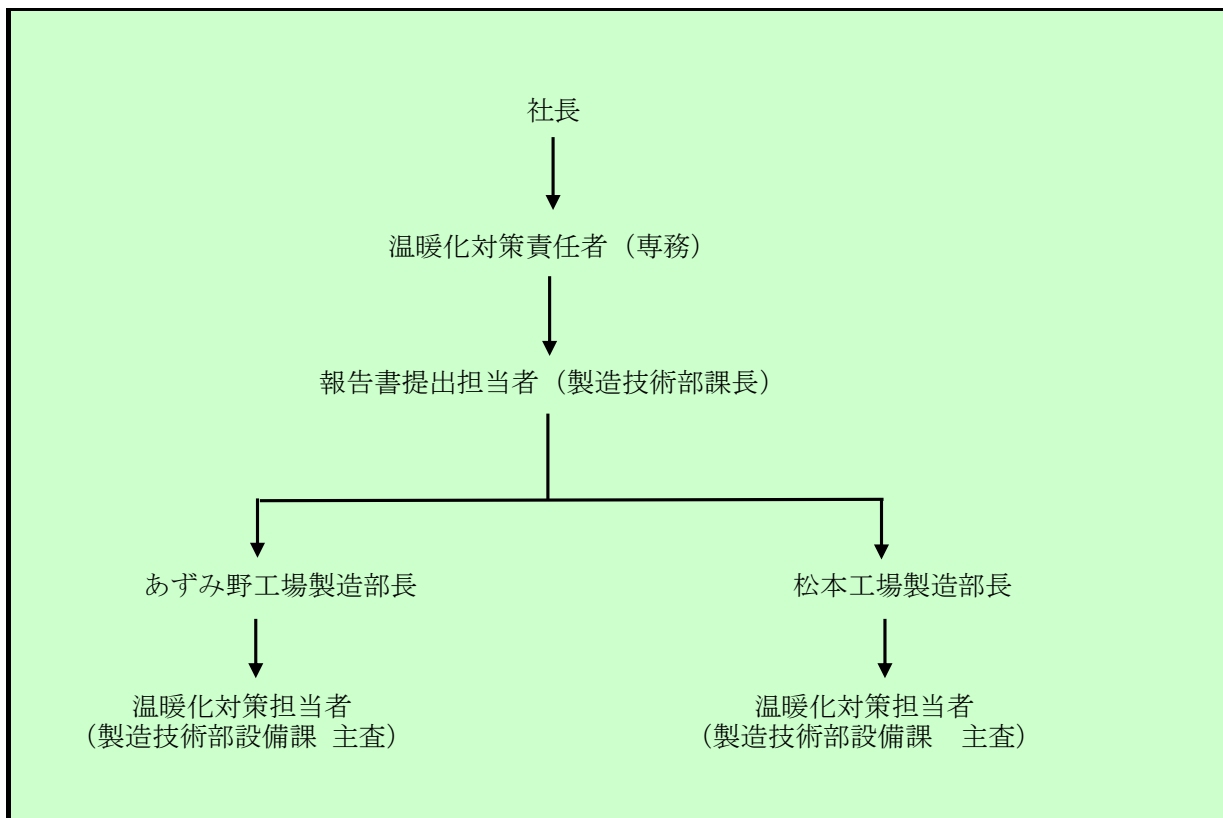 社長
温暖化対策責任者（専務）
報告書提出担当者（製造技術部課長）
あずみ野工場製造部長
松本工場製造部長
温暖化対策担当者
（製造技術部設備課 主査）
温暖化対策担当者
（製造技術部設備課　主査）